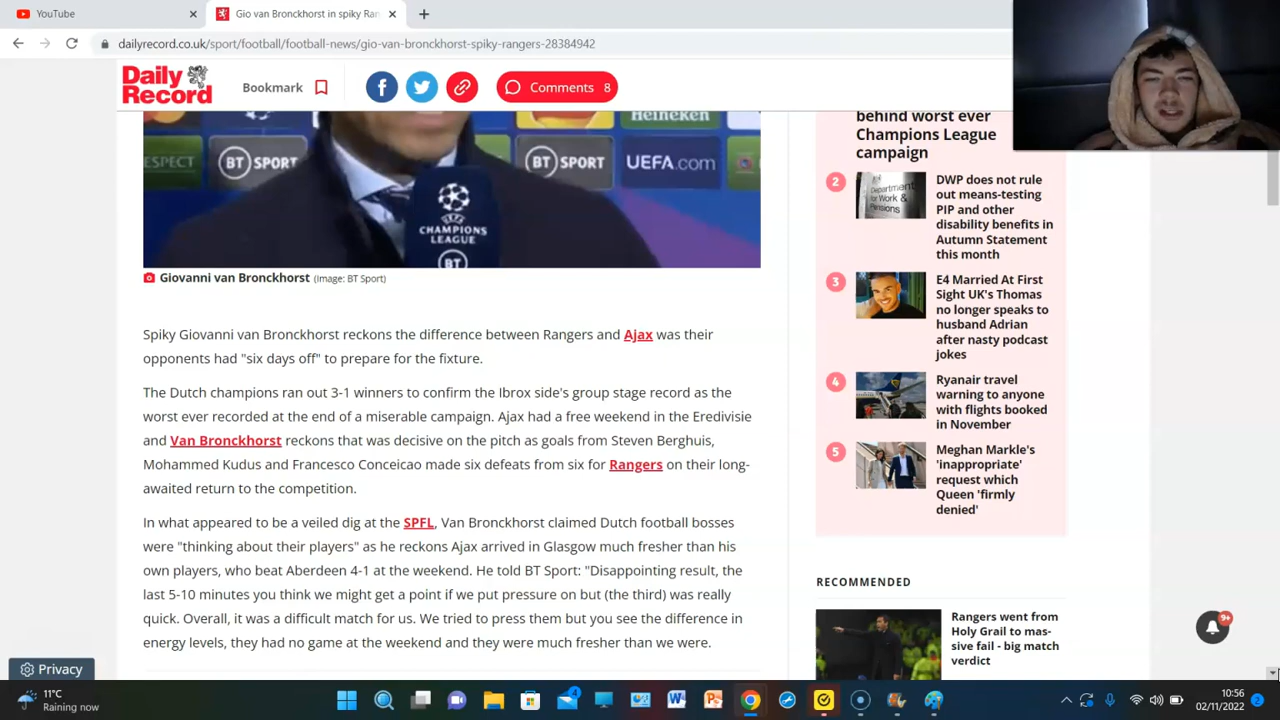 YouTube
Gio van Bronckhorst in spiky Ran
dailyrecord.co.uk/sport/football/football-news/gio-van-bronckhorst-spiky-rangers-28384942
Daily
Record
Bookmark
Comments 8
Heineken
RESPECT
BT SPORT
BT SPORT
UEFA.com
CHAMPIONS
LEAGUE
BT
Giovanni van Bronckhorst (Image: BT Sport)
Spiky Giovanni van Bronckhorst reckons the difference between Rangers and Ajax was their
opponents had "six days off" to prepare for the fixture.
The Dutch champions ran out 3-1 winners to confirm the Ibrox side's group stage record as the
worst ever recorded at the end of a miserable campaign. Ajax had a free weekend in the Eredivisie
and Van Bronckhorst reckons that was decisive on the pitch as goals from Steven Berghuis,
Mohammed Kudus and Francesco Conceicao made six defeats from six for Rangers on their long-
awaited return to the competition.
In what appeared to be a veiled dig at the SPFL, Van Bronckhorst claimed Dutch football bosses
were "thinking about their players" as he reckons Ajax arrived in Glasgow much fresher than his
own players, who beat Aberdeen 4-1 at the weekend. He told BT Sport: "Disappointing result, the
last 5-10 minutes you think we might get a point if we put pressure on but (the third) was really
quick. Overall, it was a difficult match for us. We tried to press them but you see the difference in
energy levels, they had no game at the weekend and they were much fresher than we were.
behind worst ever
Champions League
campaign
2
Department
for Work &
Pensions
DWP does not rule
out means-testing
PIP and other
disability benefits in
Autumn Statement
this month
3
E4 Married At First
Sight UK's Thomas
no longer speaks to
husband Adrian
after nasty podcast
jokes
4
Ryanair travel
warning to anyone
with flights booked
in November
5
Meghan Markle's
'inappropriate'
request which
Queen 'firmly
denied'
RECOMMENDED
Rangers went from
Holy Grail to mas-
sive fail - big match
verdict
9+
Privacy
11°C
Raining now
4
10:56
02/11/2022
2